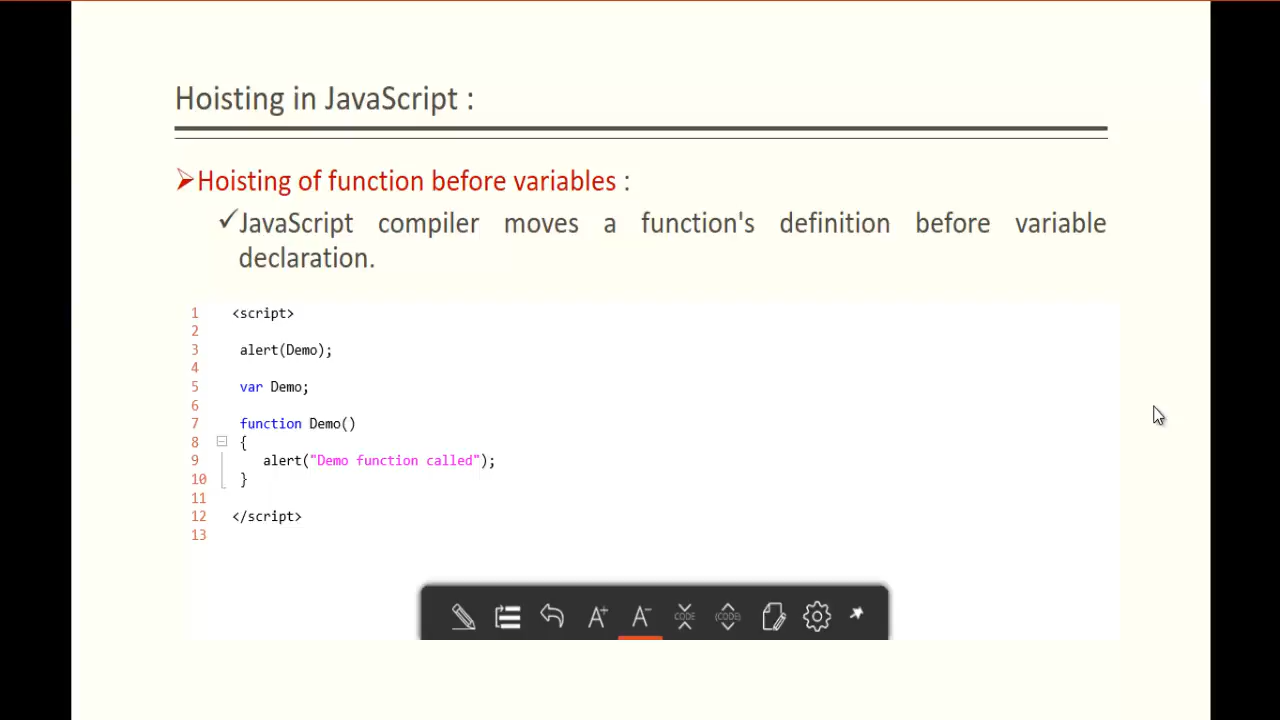 Hoisting in JavaScript :
➢Hoisting of function before variables :
✓JavaScript compiler moves a function's definition before variable
declaration.
1 <script>
2
3 alert(Demo);
4
5 var Demo;
6
7 function Demo()
8 {
9 alert("Demo function called");
10 }
11
12 </script>
13
A+ A- CODE (CODE)